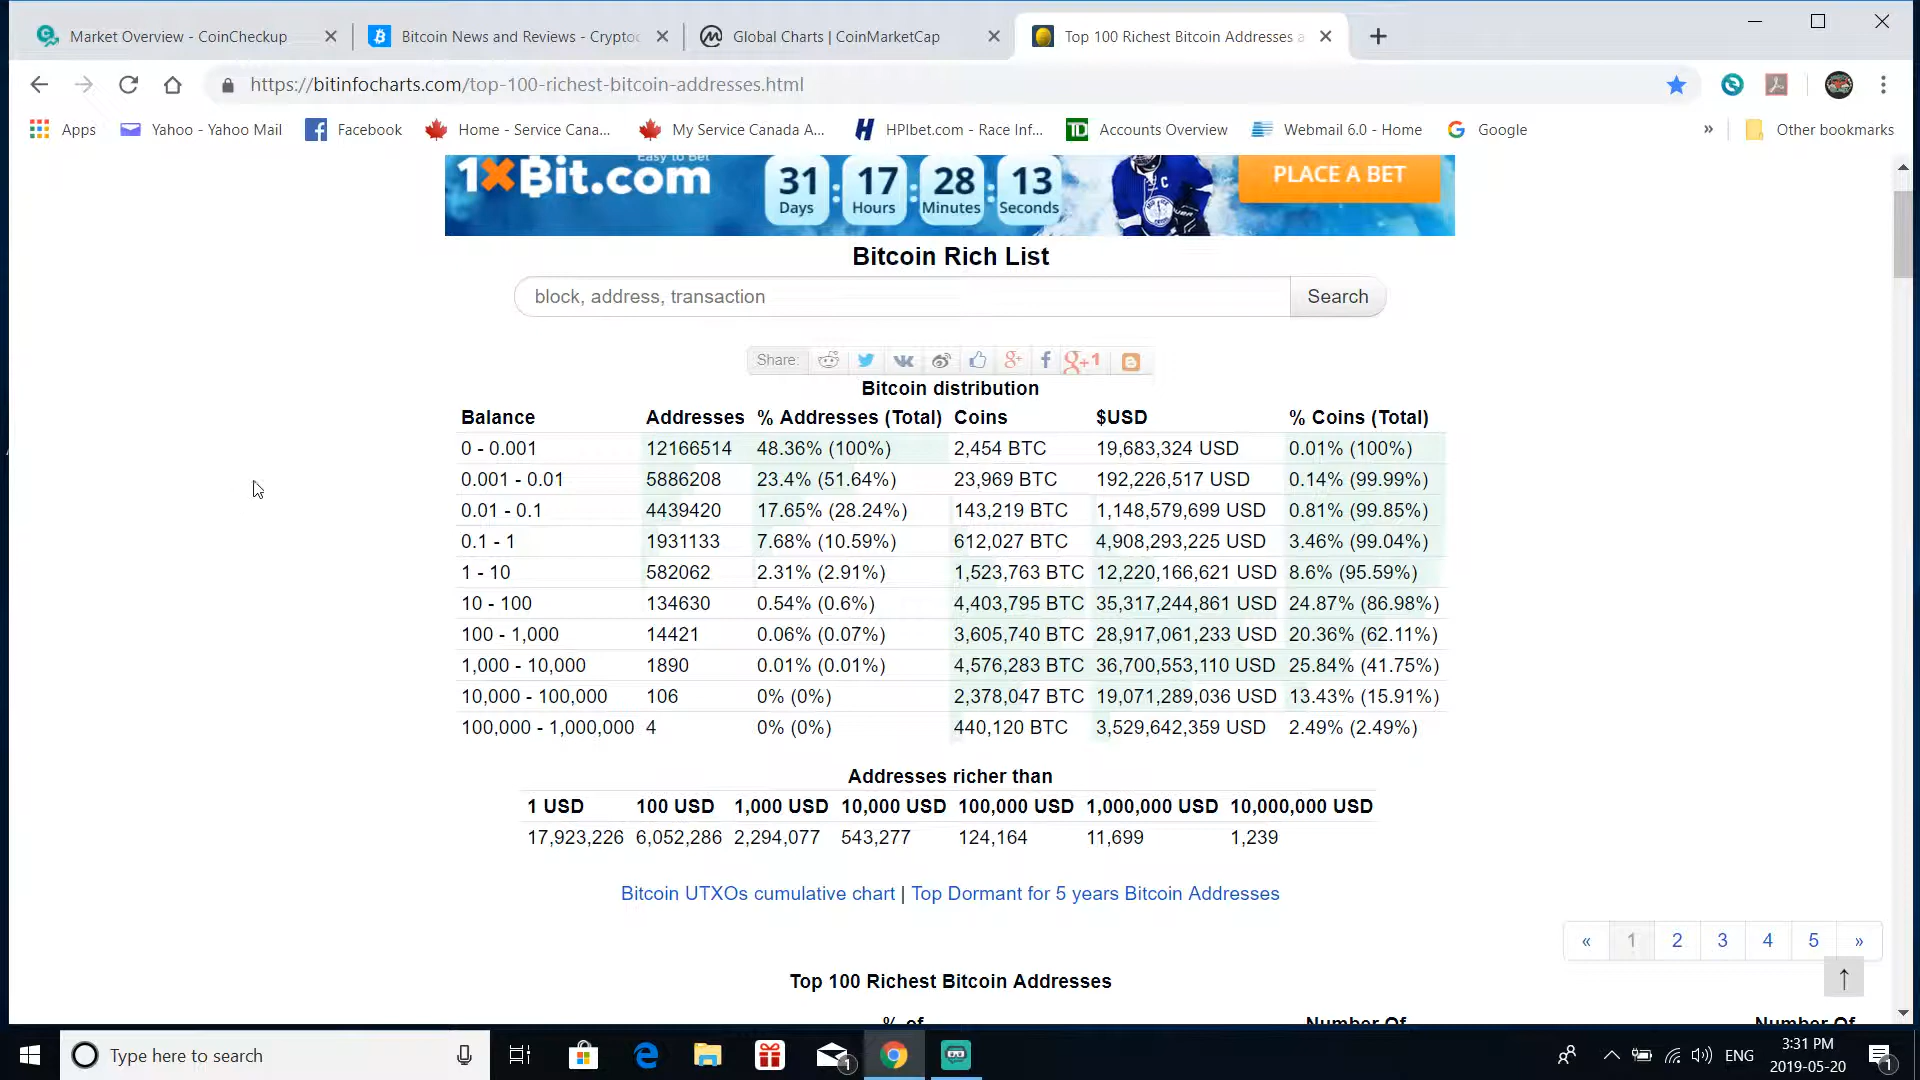 Market Overview - CoinCheckup
Bitcoin News and Reviews - Crypto
Global Charts | CoinMarketCap
Top 100 Richest Bitcoin Addresses a
https://bitinfocharts.com/top-100-richest-bitcoin-addresses.html
Apps Yahoo - Yahoo Mail Facebook Home - Service Cana... My Service Canada A... HPIbet.com - Race Inf... Accounts Overview Webmail 6.0 - Home Google » Other bookmarks
Easy to Bet
1xBit.com
31 : 17 : 28 : 13
Days Hours Minutes Seconds
PLACE A BET
Bitcoin Rich List
block, address, transaction Search
Share:
Bitcoin distribution
Balance Addresses % Addresses (Total) Coins $USD % Coins (Total)
0 - 0.001 12166514 48.36% (100%) 2,454 BTC 19,683,324 USD 0.01% (100%)
0.001 - 0.01 5886208 23.4% (51.64%) 23,969 BTC 192,226,517 USD 0.14% (99.99%)
0.01 - 0.1 4439420 17.65% (28.24%) 143,219 BTC 1,148,579,699 USD 0.81% (99.85%)
0.1 - 1 1931133 7.68% (10.59%) 612,027 BTC 4,908,293,225 USD 3.46% (99.04%)
1 - 10 582062 2.31% (2.91%) 1,523,763 BTC 12,220,166,621 USD 8.6% (95.59%)
10 - 100 134630 0.54% (0.6%) 4,403,795 BTC 35,317,244,861 USD 24.87% (86.98%)
100 - 1,000 14421 0.06% (0.07%) 3,605,740 BTC 28,917,061,233 USD 20.36% (62.11%)
1,000 - 10,000 1890 0.01% (0.01%) 4,576,283 BTC 36,700,553,110 USD 25.84% (41.75%)
10,000 - 100,000 106 0% (0%) 2,378,047 BTC 19,071,289,036 USD 13.43% (15.91%)
100,000 - 1,000,000 4 0% (0%) 440,120 BTC 3,529,642,359 USD 2.49% (2.49%)
Addresses richer than
1 USD 100 USD 1,000 USD 10,000 USD 100,000 USD 1,000,000 USD 10,000,000 USD
17,923,226 6,052,286 2,294,077 543,277 124,164 11,699 1,239
Bitcoin UTXOs cumulative chart | Top Dormant for 5 years Bitcoin Addresses
« 1 2 3 4 5 »
Top 100 Richest Bitcoin Addresses
% of Number Of Number Of
Type here to search
1
ENG
3:31 PM
2019-05-20
1